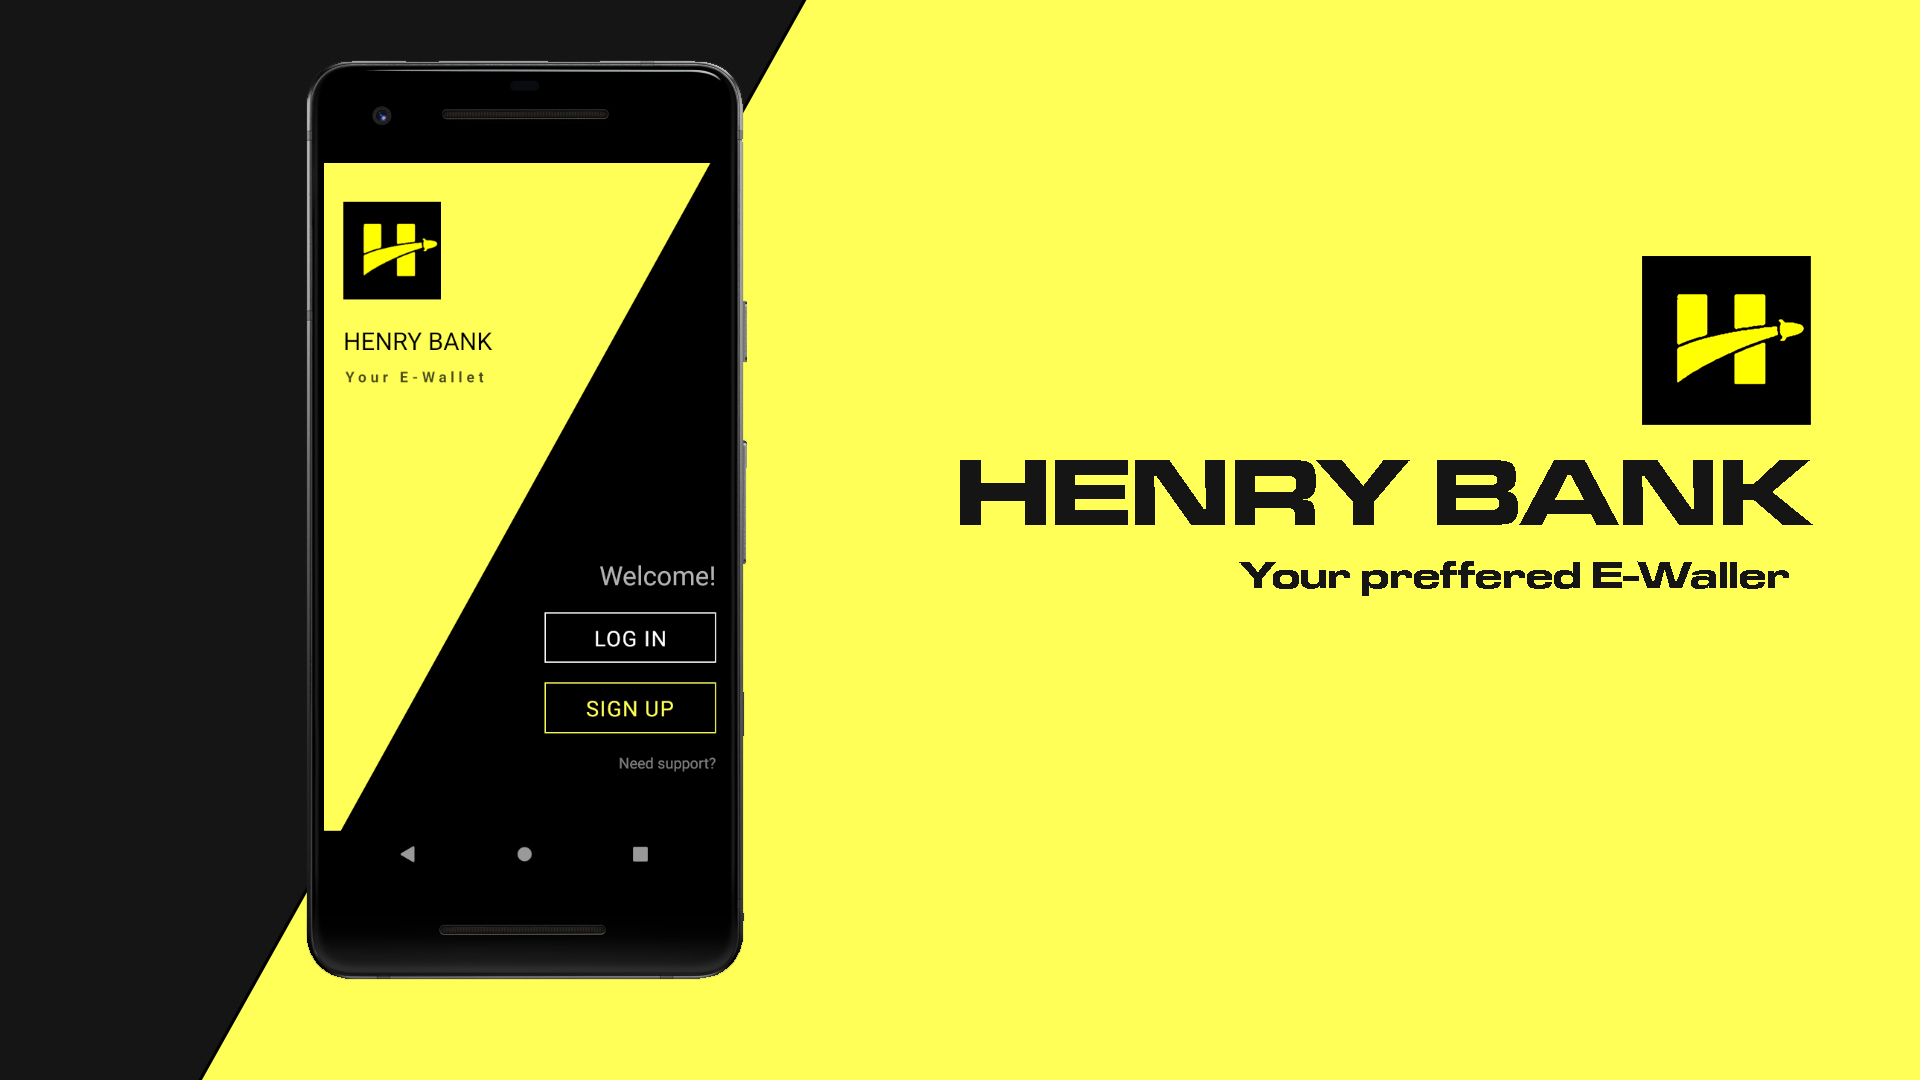 HENRY BANK
Your E-Wallet
Welcome!
LOG IN
SIGN UP
Need support?
H
HENRY BANK
Your preffered E-Waller